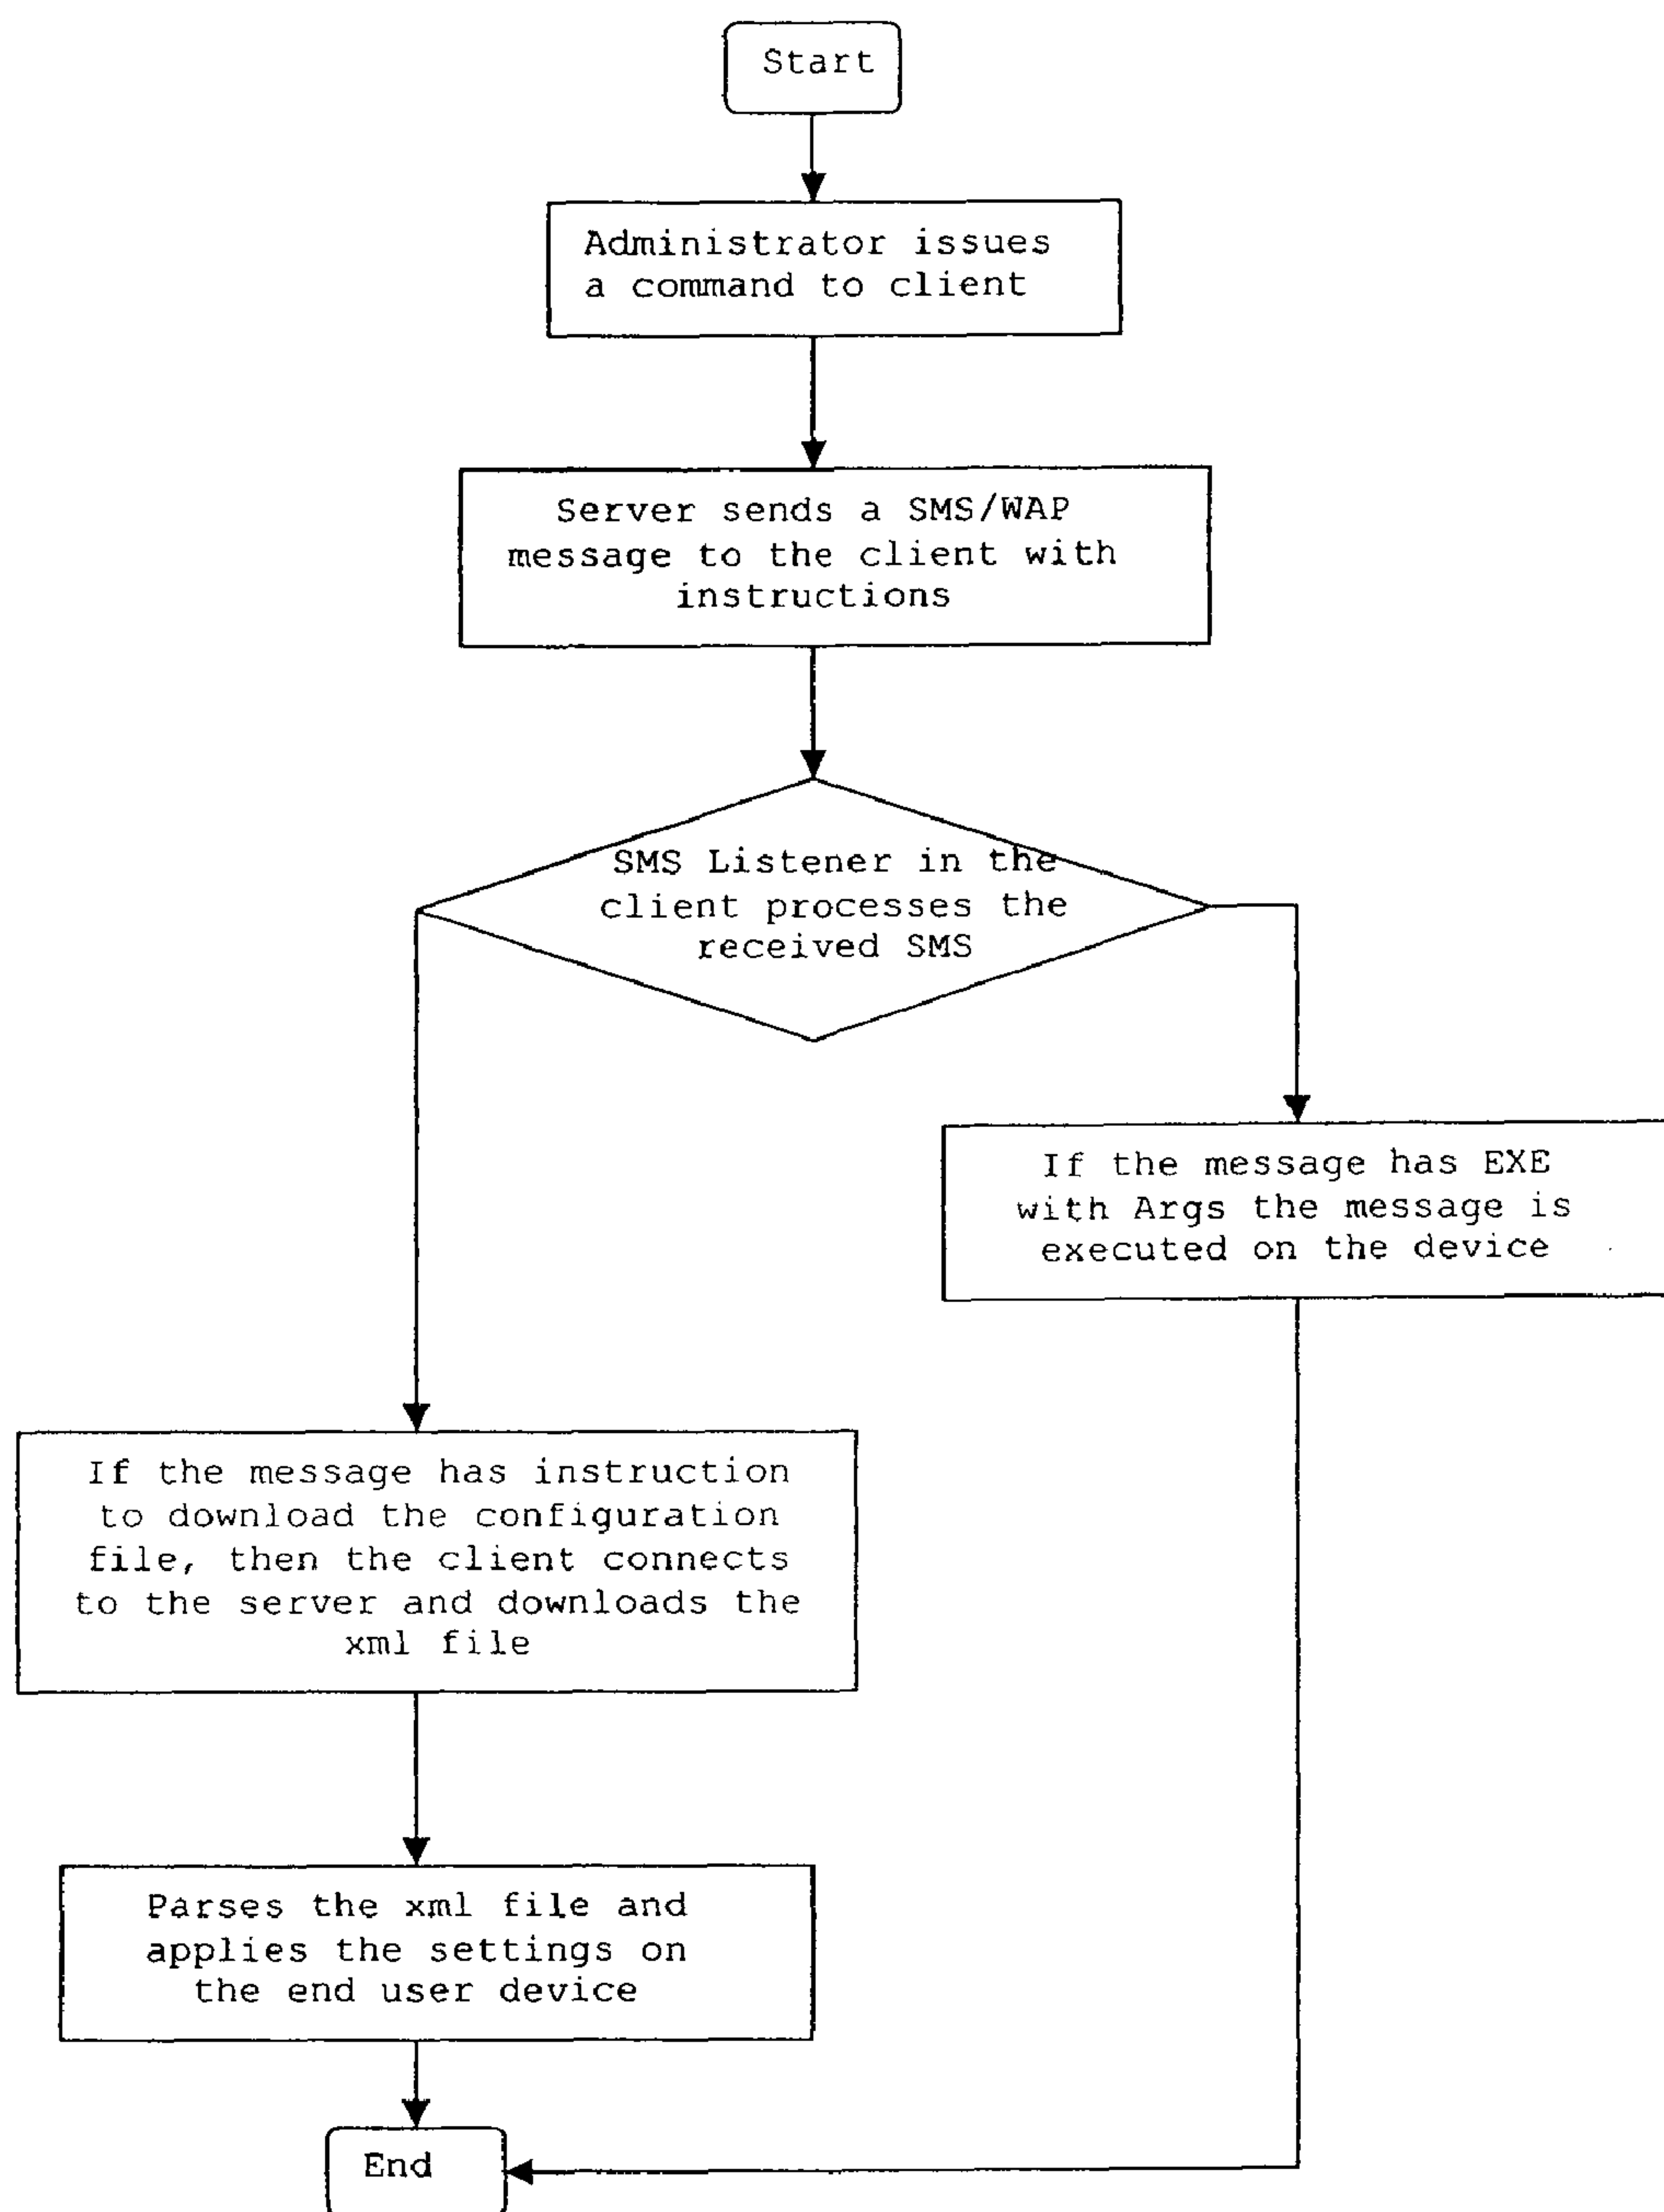 Start
Administrator issues
a command to client
Server sends a SMS/WAP
message to the client with
instructions
SMS Listener in the
client processes the
received SMS
If the message has EXE
with Args the message is
executed on the device
If the message has instruction
to download the configuration
file, then the client connects
to the server and downloads the
xml file
Parses the xml file and
applies the settings on
the end user device
End